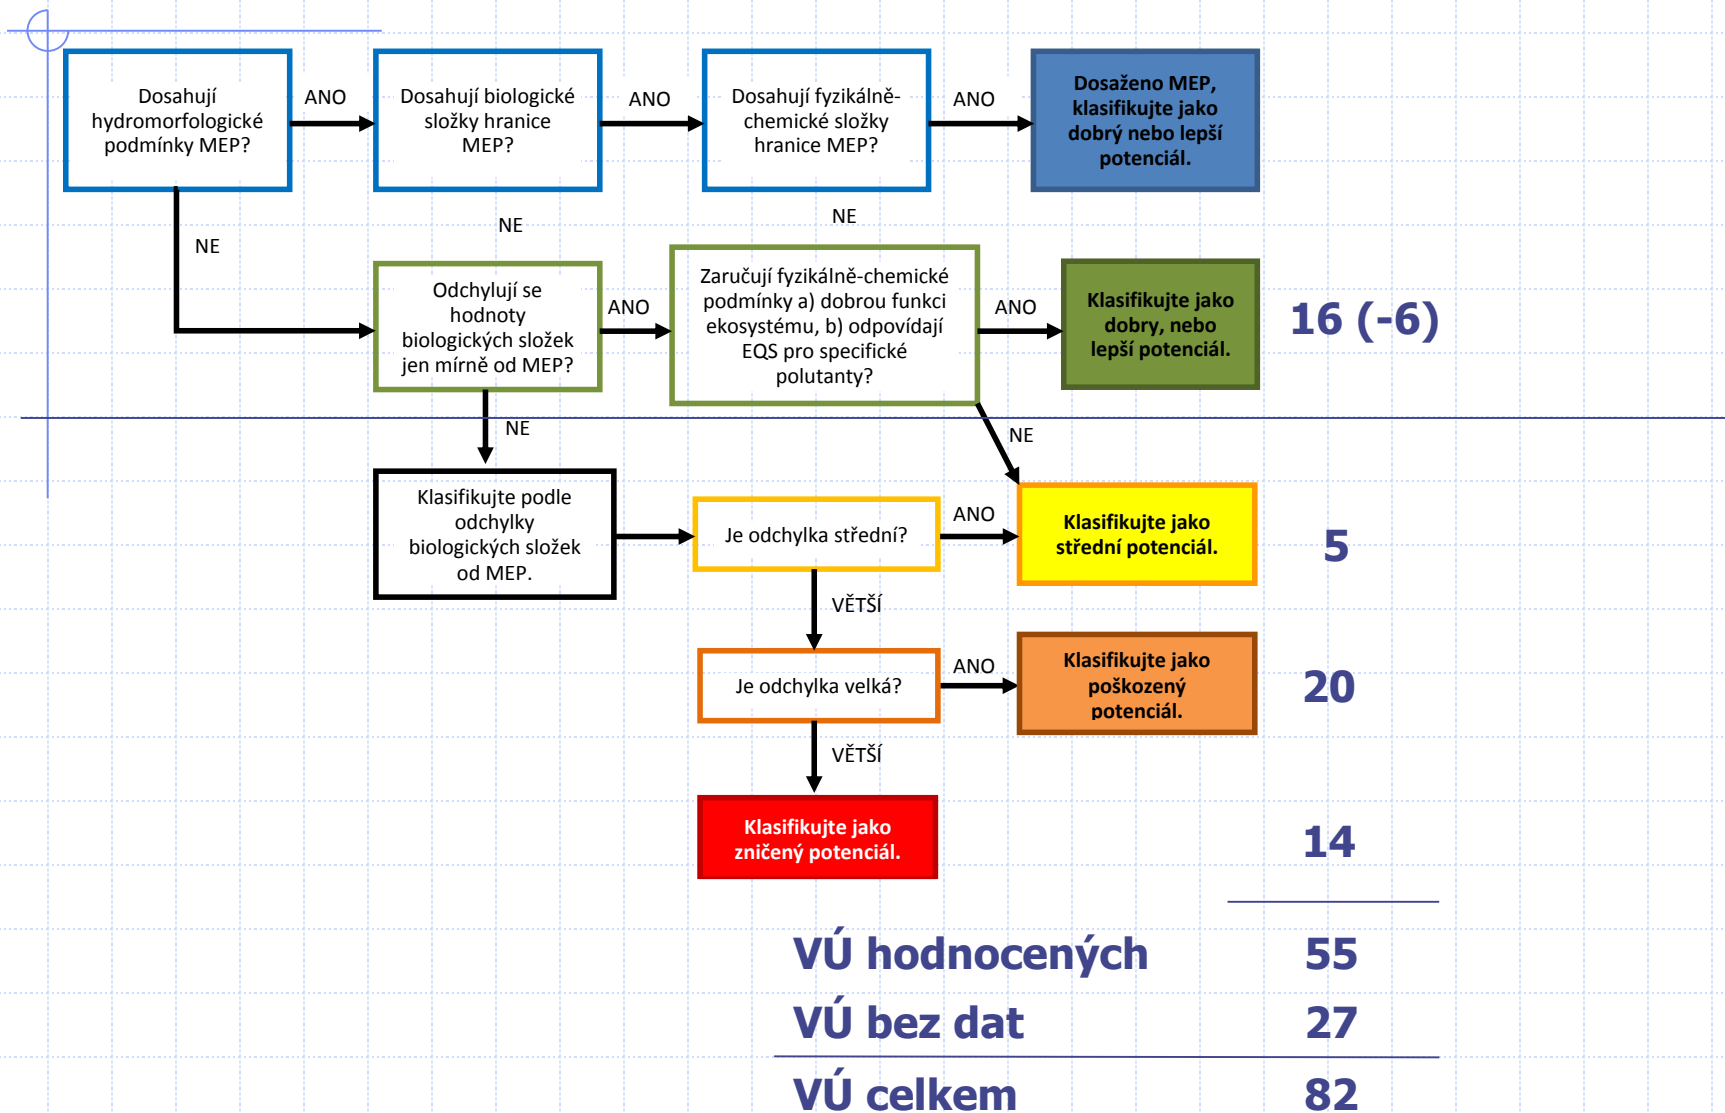 Dosahují
hydromorfologické
podmínky MEP?
ANO
Dosahují biologické
složky hranice
MEP?
ANO
Dosahují fyzikálně-
chemické složky
hranice MEP?
ANO
Dosaženo MEP,
klasifikujte jako
dobrý nebo lepší
potenciál.
NE
NE
NE
Odchylují se
hodnoty
biologických složek
jen mírně od MEP?
ANO
Zaručují fyzikálně-chemické
podmínky a) dobrou funkci
ekosystému, b) odpovídají
EQS pro specifické
polutanty?
ANO
Klasifikujte jako
dobry, nebo
lepší potenciál.
16 (-6)
NE
NE
Klasifikujte podle
odchylky
biologických složek
od MEP.
Je odchylka střední?
ANO
Klasifikujte jako
střední potenciál.
5
VĚTŠÍ
Je odchylka velká?
ANO
Klasifikujte jako
poškozený
potenciál.
20
VĚTŠÍ
Klasifikujte jako
zničený potenciál.
14
VÚ hodnocených 55
VÚ bez dat 27
VÚ celkem 82